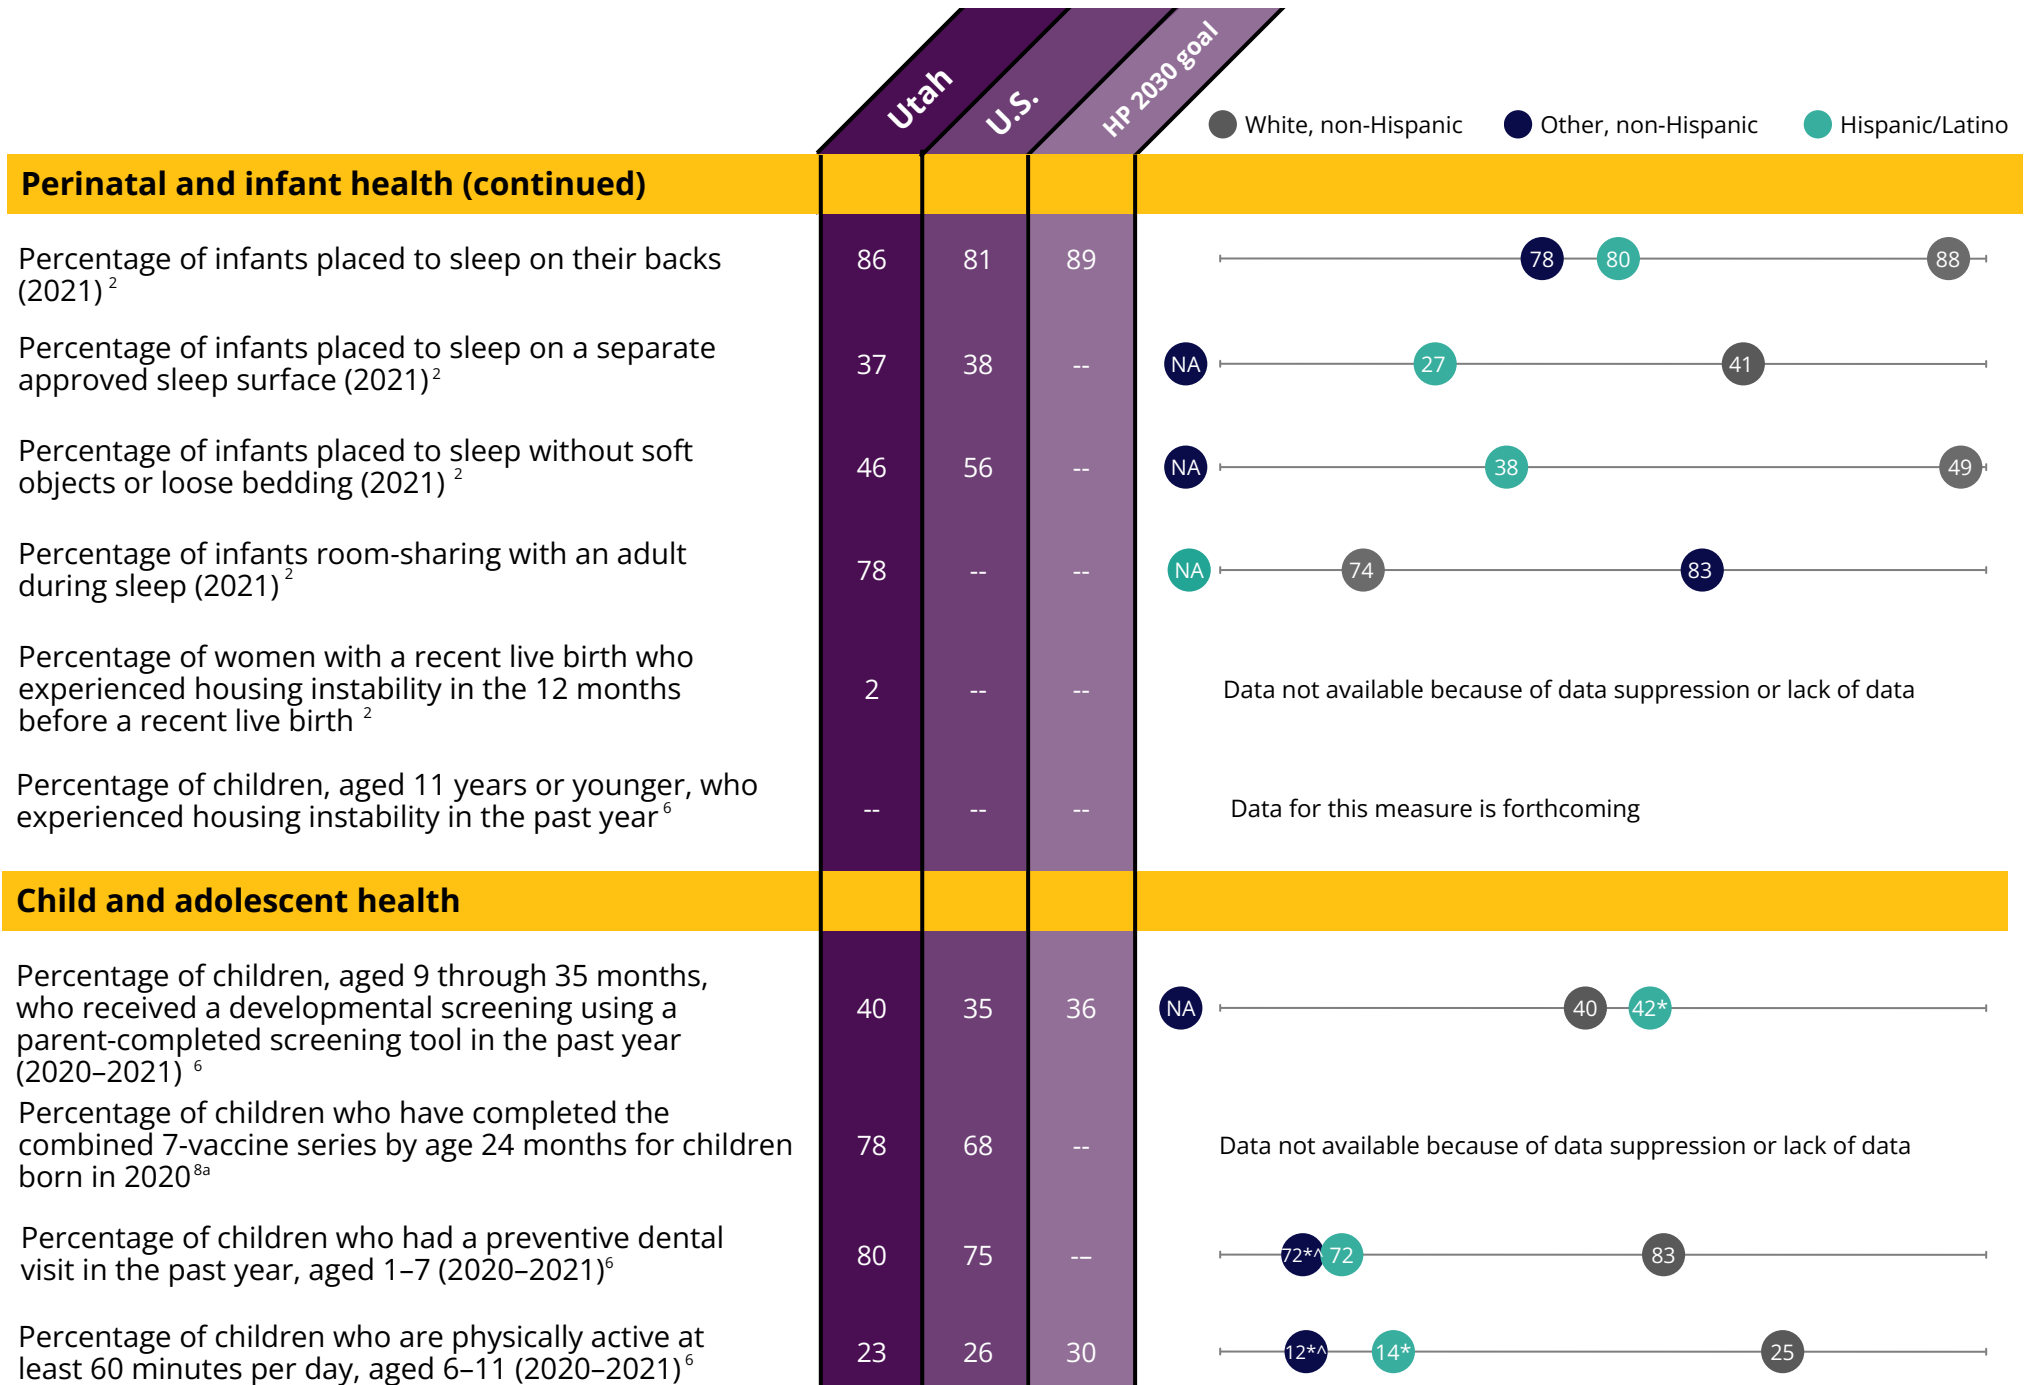 Utah
U.S.
HP 2030 goal
White, non-Hispanic
Other, non-Hispanic
Hispanic/Latino
Perinatal and infant health (continued)
Percentage of infants placed to sleep on their backs
(2021) 2
86 81 89
78 80 88
Percentage of infants placed to sleep on a separate
approved sleep surface (2021) 2
37 38 --
NA 27 41
Percentage of infants placed to sleep without soft
objects or loose bedding (2021) 2
46 56 --
NA 38 49
Percentage of infants room-sharing with an adult
during sleep (2021) 2
78 -- --
NA 74 83
Percentage of women with a recent live birth who
experienced housing instability in the 12 months
before a recent live birth 2
2 -- --
Data not available because of data suppression or lack of data
Percentage of children, aged 11 years or younger, who
experienced housing instability in the past year 6
-- -- --
Data for this measure is forthcoming
Child and adolescent health
Percentage of children, aged 9 through 35 months,
who received a developmental screening using a
parent-completed screening tool in the past year
(2020–2021) 6
40 35 36
NA 40 42*
Percentage of children who have completed the
combined 7-vaccine series by age 24 months for children
born in 2020 8a
78 68 --
Data not available because of data suppression or lack of data
Percentage of children who had a preventive dental
visit in the past year, aged 1–7 (2020–2021) 6
80 75 --
72*^ 72 83
Percentage of children who are physically active at
least 60 minutes per day, aged 6–11 (2020–2021) 6
23 26 30
12*^ 14* 25